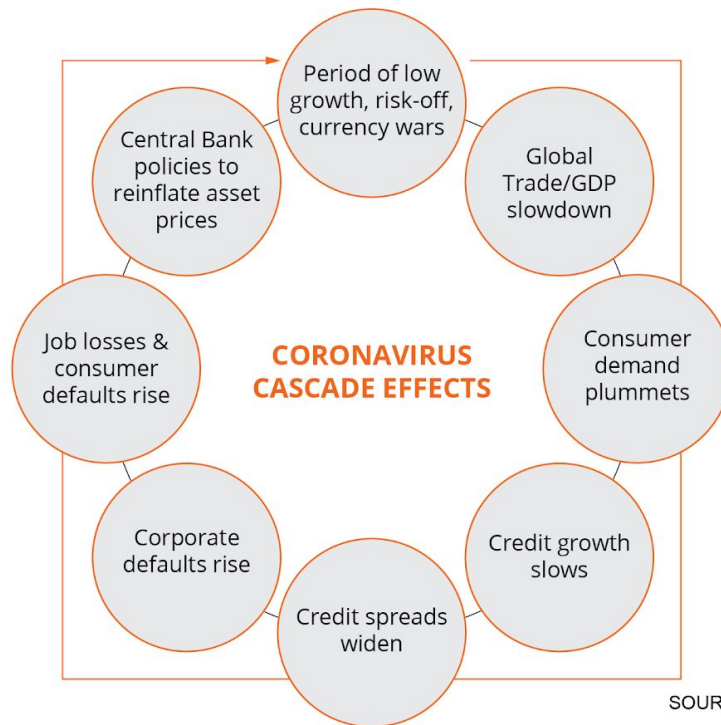 Period of low
growth, risk-off,
currency wars
Global
Trade/GDP
slowdown
Consumer
demand
plummets
Credit growth
slows
Credit spreads
widen
Corporate
defaults rise
Job losses &
consumer
defaults rise
Central Bank
policies to
reinflate asset
prices
CORONAVIRUS
CASCADE EFFECTS
SOUR